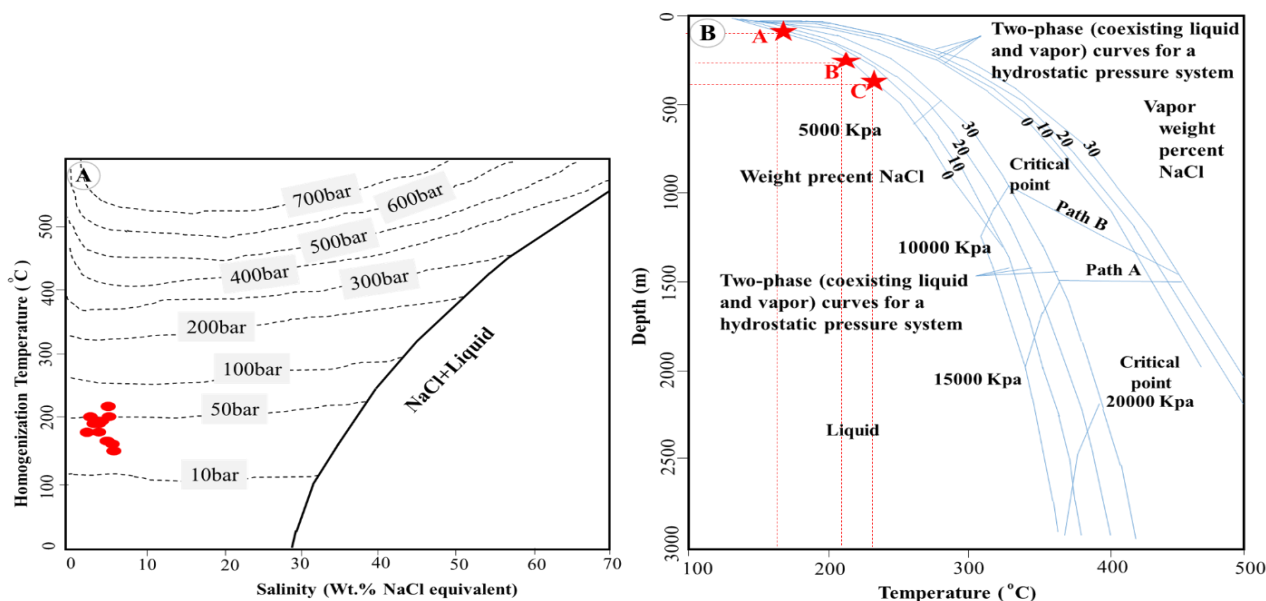 A
700bar
600bar
500bar
400bar
300bar
200bar
100bar
50bar
10bar
NaCl+Liquid
500
400
300
200
100
0
0
10
20
30
40
50
60
70
Homogenization Temperature (°C)
Salinity (Wt.% NaCl equivalent)
B
A
B
C
Two-phase (coexisting liquid
and vapor) curves for a
hydrostatic pressure system
Vapor
weight
percent
NaCl
0
10
20
30
5000 Kpa
30
20
10
0
Weight precent NaCl
Critical
point
Path B
10000 Kpa
Path A
Two-phase (coexisting liquid
and vapor) curves for a
hydrostatic pressure system
15000 Kpa
Critical
point
20000 Kpa
Liquid
0
500
1000
1500
2000
2500
3000
100
200
300
400
500
Depth (m)
Temperature (°C)